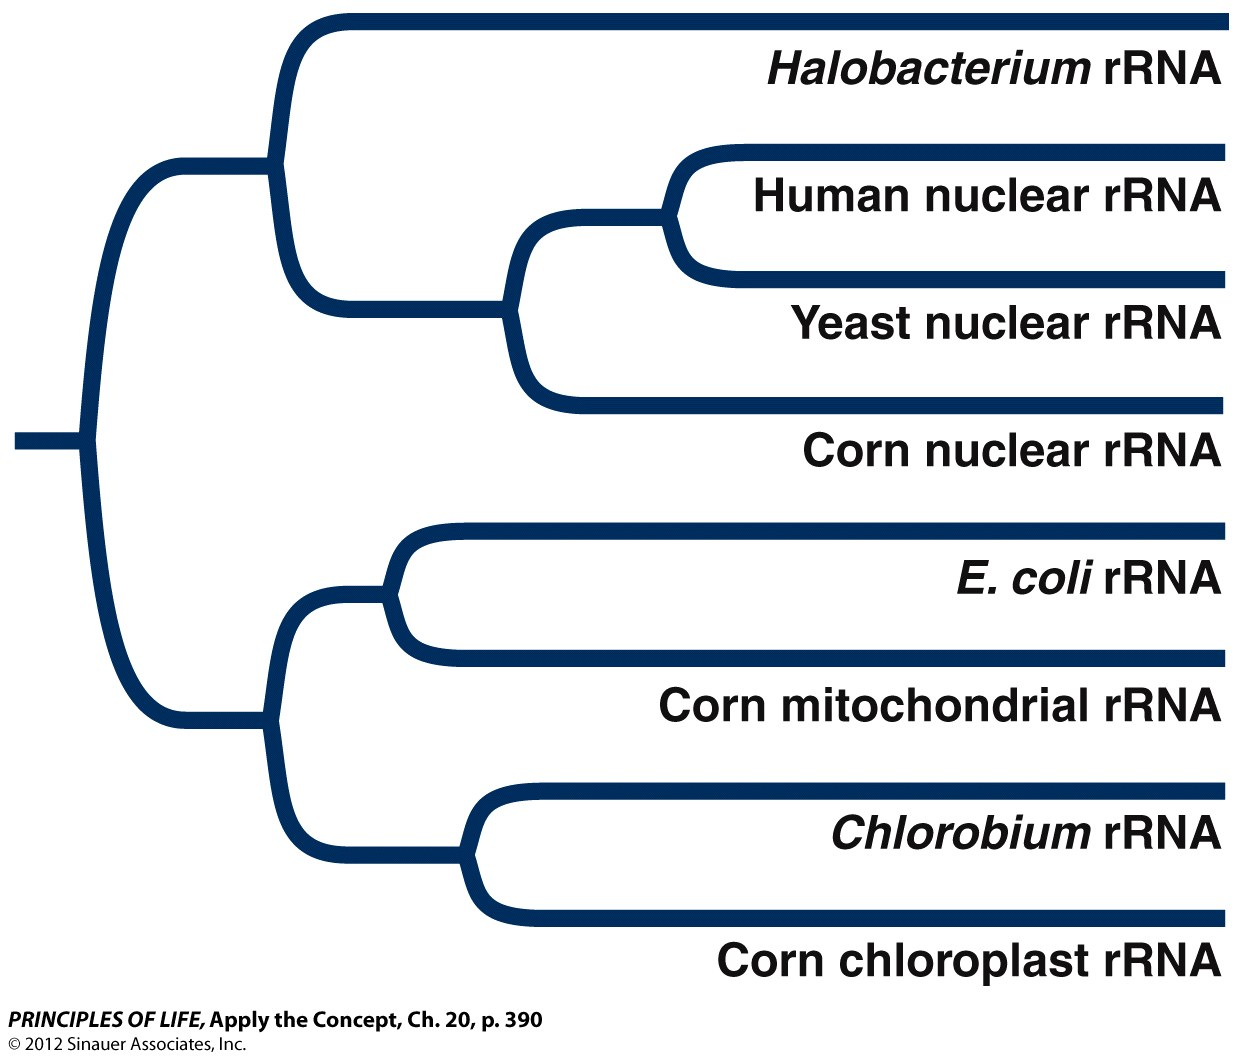 Halobacterium rRNA
Human nuclear rRNA
Yeast nuclear rRNA
Corn nuclear rRNA
E. coli rRNA
Corn mitochondrial rRNA
Chlorobium rRNA
Corn chloroplast rRNA
PRINCIPLES OF LIFE, Apply the Concept, Ch. 20, p. 390
© 2012 Sinauer Associates, Inc.